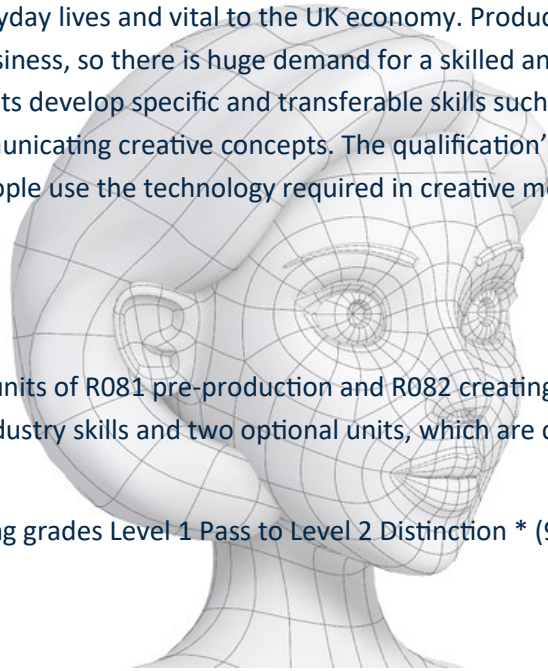 yday lives and vital to the UK economy. Produc
siness, so there is huge demand for a skilled an
ts develop specific and transferable skills such
unicating creative concepts. The qualification’
ople use the technology required in creative me
units of R081 pre-production and R082 creating
dustry skills and two optional units, which are c
ng grades Level 1 Pass to Level 2 Distinction * (9